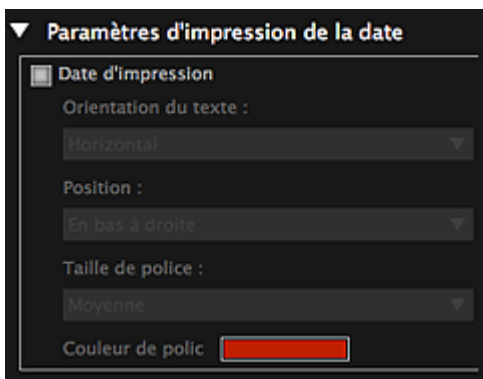 Paramètres d'impression de la date
Date d'impression
Orientation du texte :
Horizontal
Position :
En bas à droite
Taille de police :
Moyenne
Couleur de polic